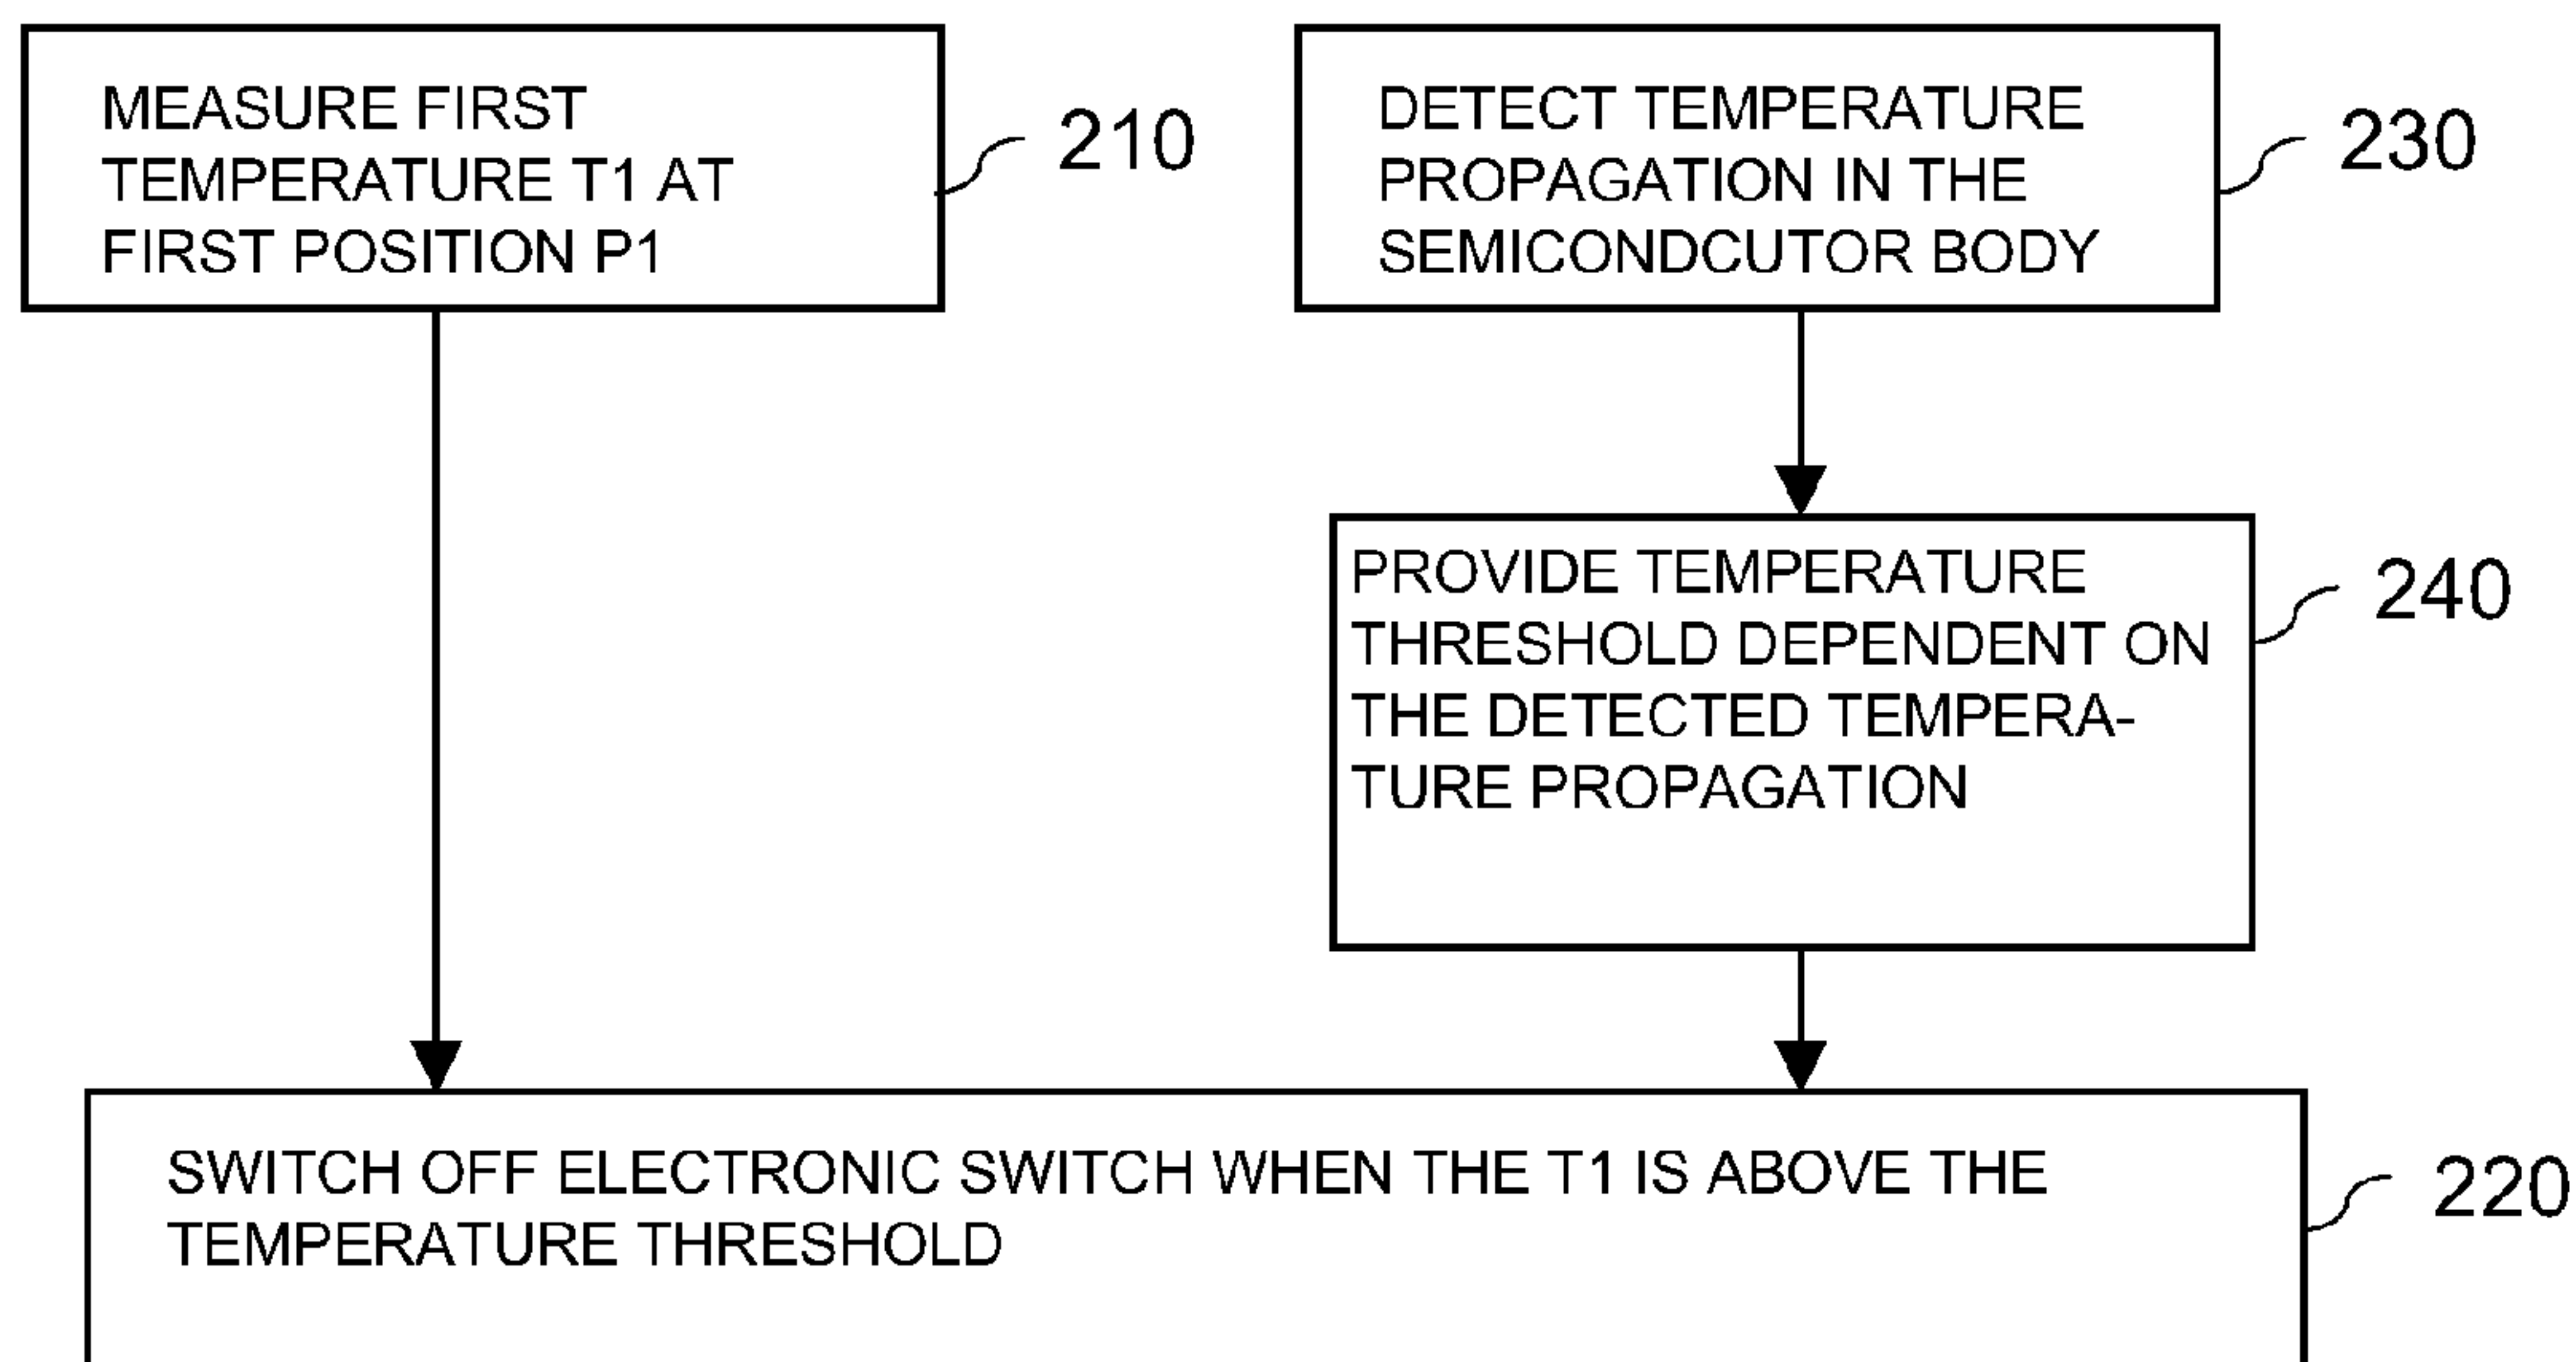 MEASURE FIRST
TEMPERATURE T1 AT
FIRST POSITION P1
210
DETECT TEMPERATURE
PROPAGATION IN THE
SEMICONDCUTOR BODY
230
PROVIDE TEMPERATURE
THRESHOLD DEPENDENT ON
THE DETECTED TEMPERA-
TURE PROPAGATION
240
SWITCH OFF ELECTRONIC SWITCH WHEN THE T1 IS ABOVE THE
TEMPERATURE THRESHOLD
220